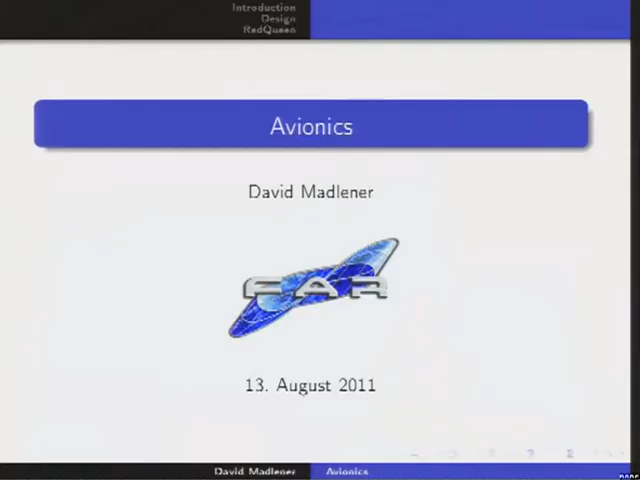 Introduction
Design
RedQueen
Avionics
David Madlener
FAR
13. August 2011
David Madlener
Avionics